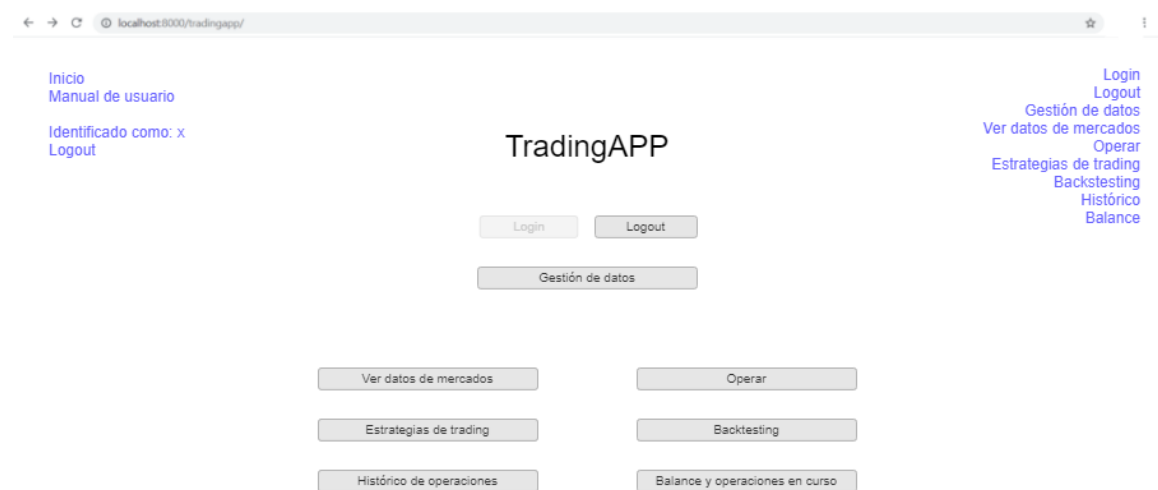 localhost:8000/tradingapp/
Inicio
Manual de usuario
Identificado como: x
Logout
TradingAPP
Login
Logout
Gestión de datos
Ver datos de mercados
Operar
Estrategias de trading
Backtesting
Histórico de operaciones
Balance y operaciones en curso
Login
Logout
Gestión de datos
Ver datos de mercados
Operar
Estrategias de trading
Backstesting
Histórico
Balance